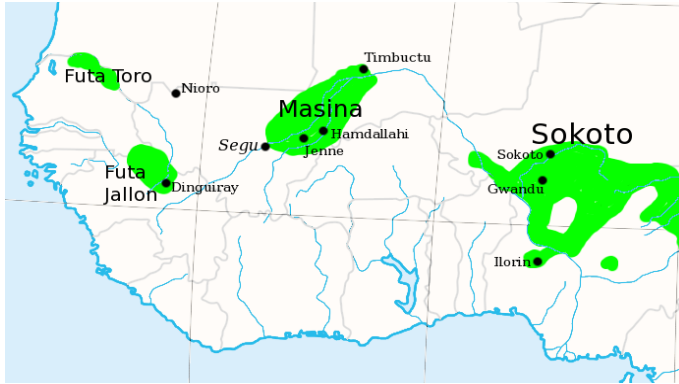 Timbuctu
Futa Toro
Nioro
Masina
Hamdallahi
Sokoto
Segu
Jenne
Sokoto
Futa
Jallon
Dinguiray
Gwandu
Ilorin